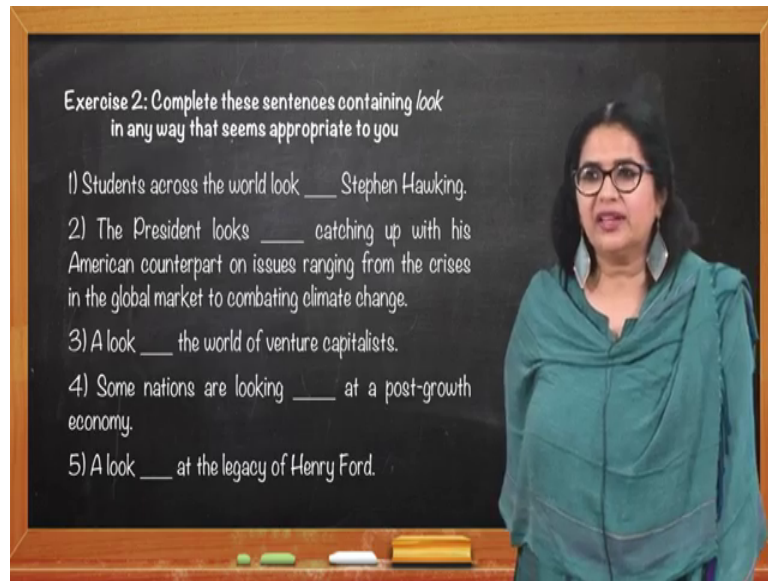 Exercise 2: Complete these sentences containing look
in any way that seems appropriate to you
1) Students across the world look ____ Stephen Hawking.
2) The President looks _____ catching up with his
American counterpart on issues ranging from the crises
in the global market to combating climate change.
3) A look ____ the world of venture capitalists.
4) Some nations are looking _____ at a post-growth
economy.
5) A look ____ at the legacy of Henry Ford.